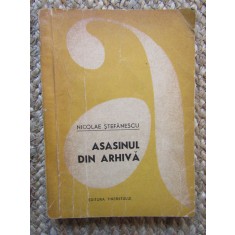 NICOLAE ȘTEFĂNESCU
ASASINUL
DIN ARHIVĂ
EDITURA TINERETULUI